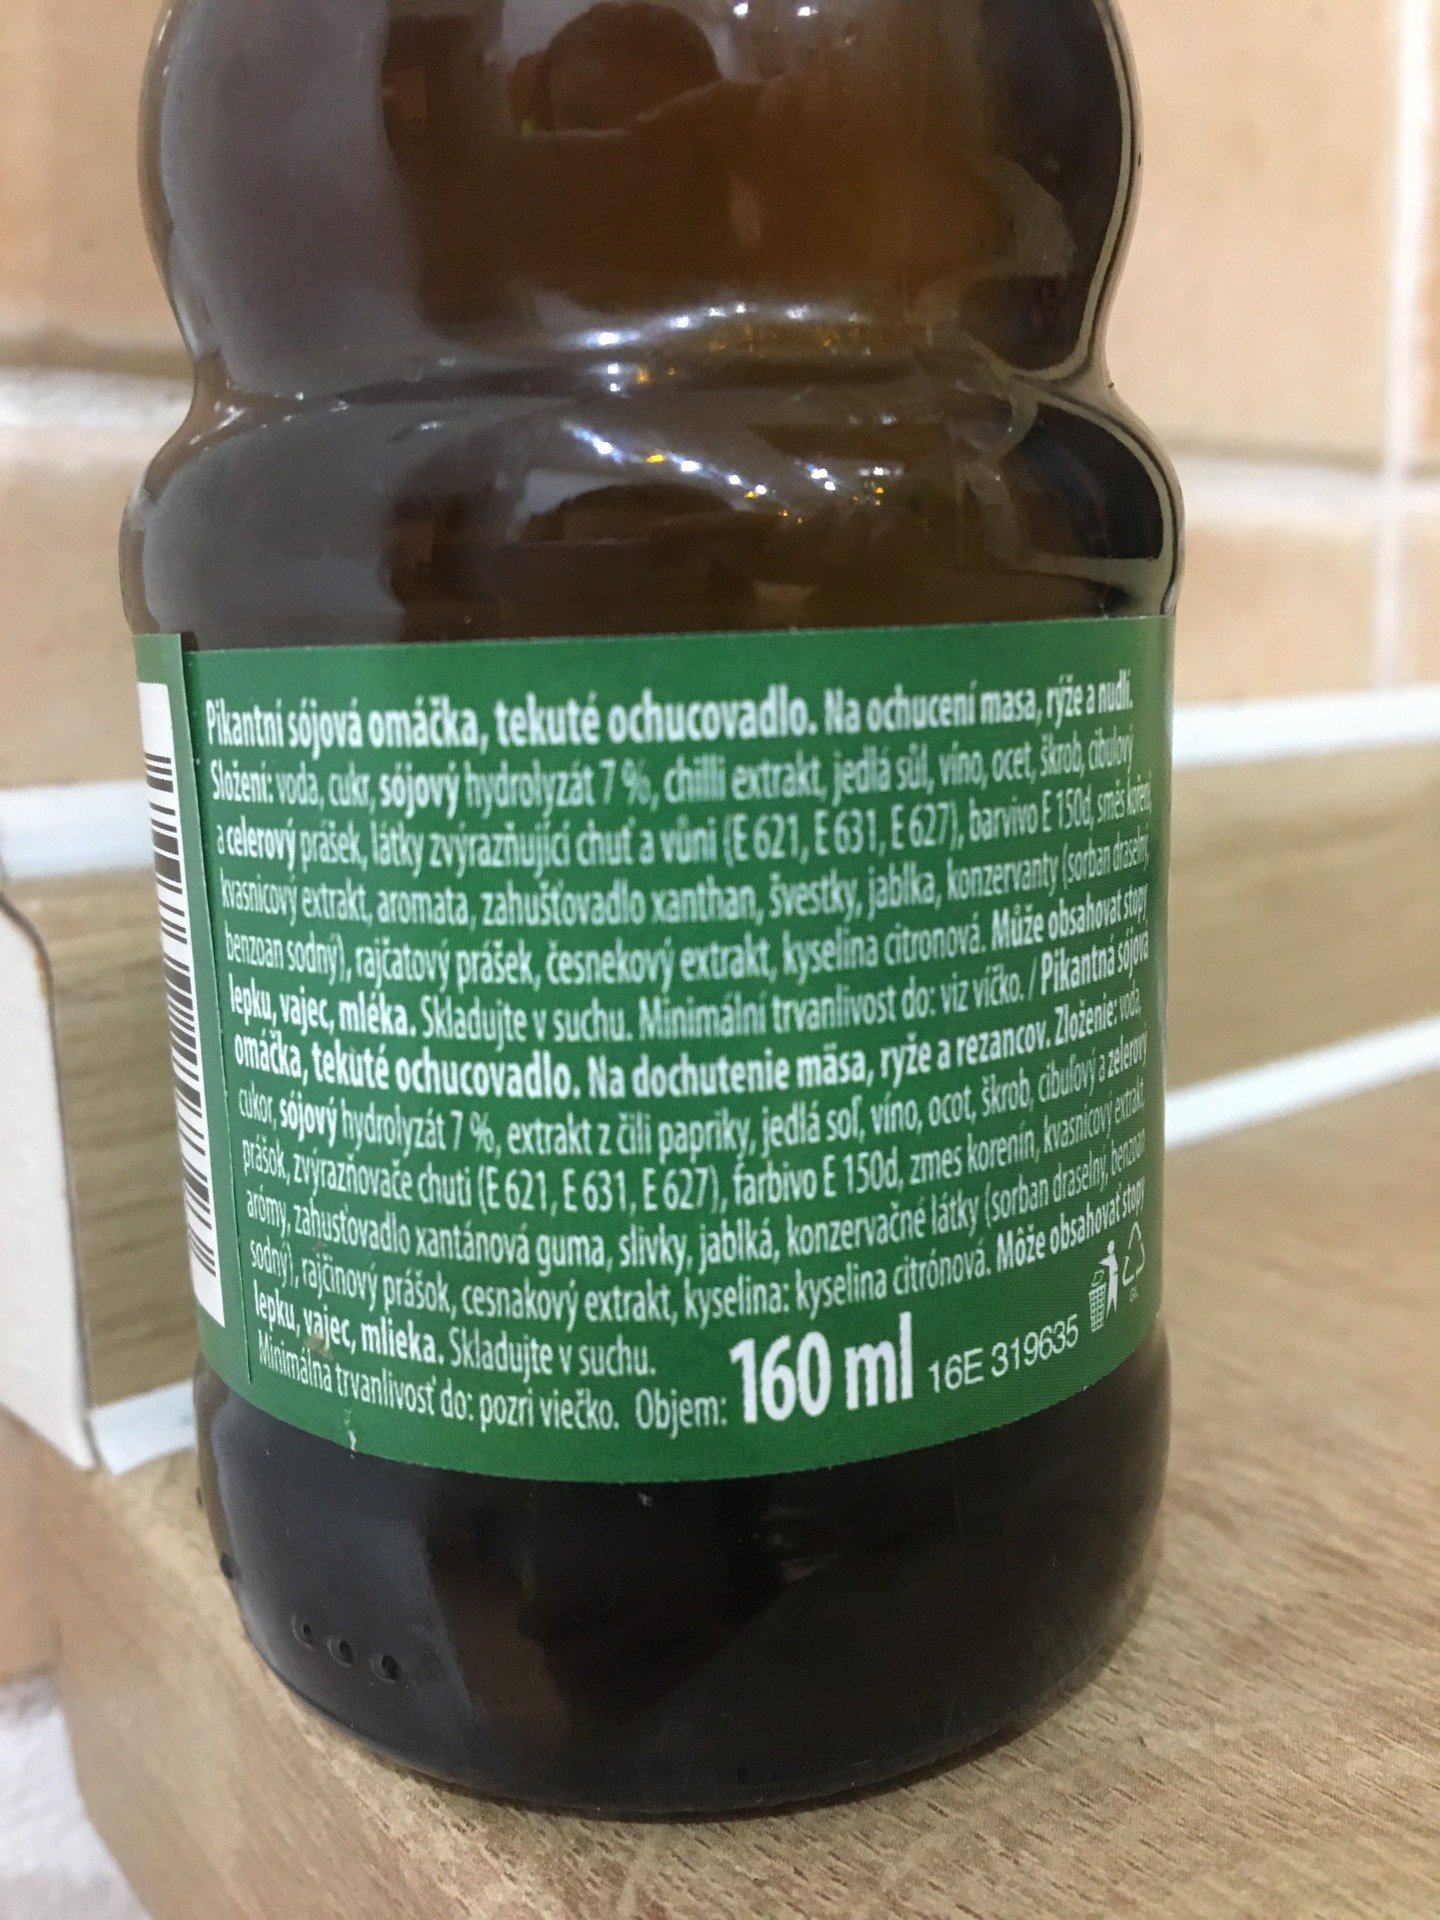 Pikantní sójová omáčka, tekuté ochucovadlo. Na ochucení masa, rýže a nudlí.
Složení: voda, cukr, sójový hydrolyzát 7 %, chilli extrakt, jedlá sůl, víno, ocet, škrob, cibulový
a celerový prášek, látky zvýrazňující chuť a vůni (E 621, E 631, E 627), barvivo E 150d, směs koření,
kvasnicový extrakt, aromata, zahušťovadlo xanthan, švestky, jablka, konzervanty (sorban draselný,
benzoan sodný), rajčatový prášek, česnekový extrakt, kyselina citronová. Může obsahovat stopy
lepku, vajec, mléka. Skladujte v suchu. Minimální trvanlivost do: viz víčko. / Pikantná sójová
omáčka, tekuté ochucovadlo. Na dochutenie mäsa, ryže a rezancov. Zloženie: voda,
cukor, sójový hydrolyzát 7 %, extrakt z čili papriky, jedlá soľ, víno, ocot, škrob, cibuľový a zelerový
prášok, zvýrazňovače chuti (E 621, E 631, E 627), farbivo E 150d, zmes korenín, kvasnicový extrakt,
arómy, zahusťovadlo xantánová guma, slivky, jablká, konzervačné látky (sorban draselný, benzoan
sodný), rajčinový prášok, cesnakový extrakt, kyselina: kyselina citrónová. Môže obsahovať stopy
lepku, vajec, mlieka. Skladujte v suchu.
Minimálna trvanlivosť do: pozri viečko. Objem: 160 ml 16E 319635